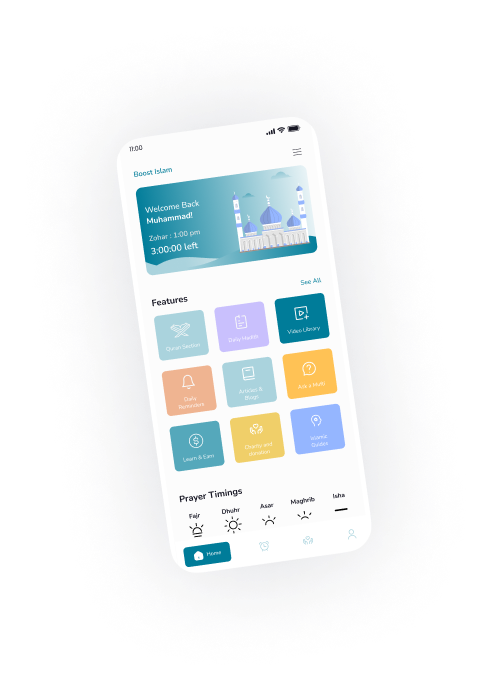 11:00
Boost Islam
Welcome Back
Muhammad!
Zohar : 1:00 pm
3:00:00 left
Features
See All
Quran Section
Daily Hadith
Video Library
Daily
Reminders
Articles &
Blogs
Ask a Mufti
Learn & Earn
Charity and
donation
Islamic
Guides
Prayer Timings
Fajr
Dhuhr
Asar
Maghrib
Isha
Home